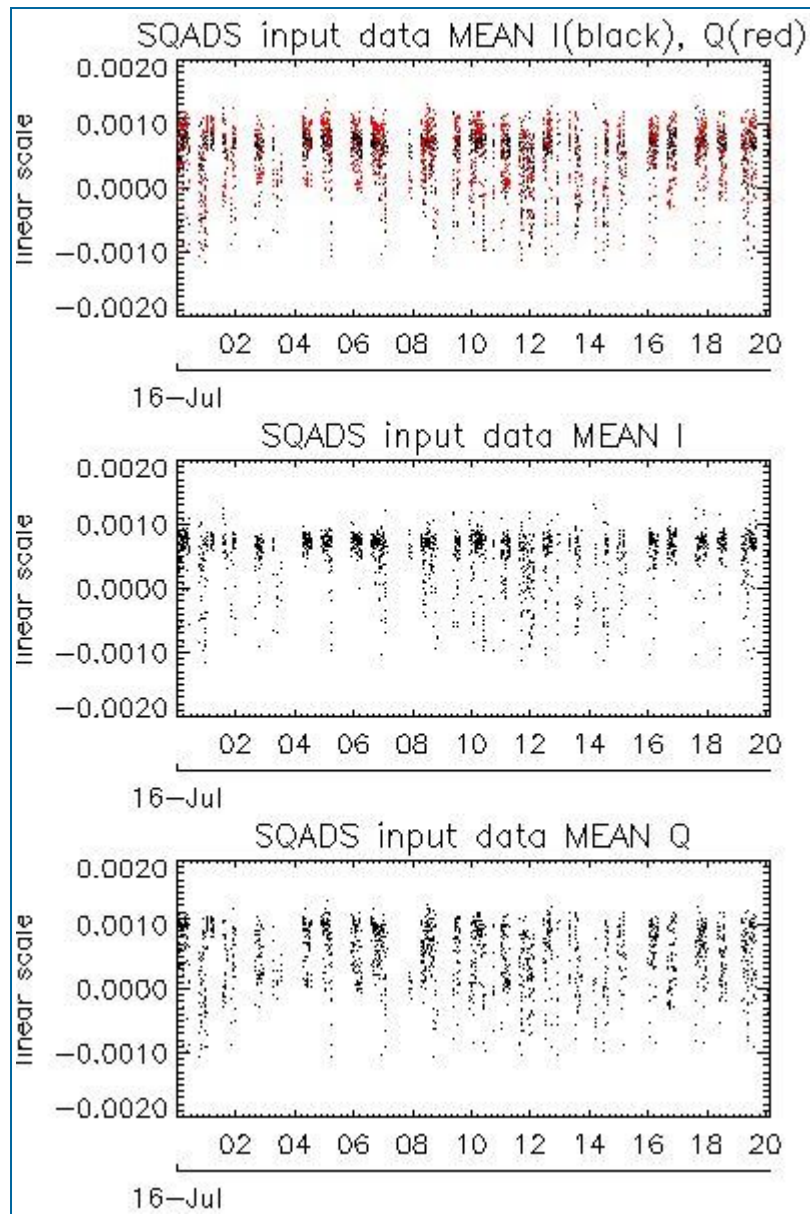 SQADS input data MEAN I(black), Q(red)
0.0020
0.0010
0.0000
−0.0010
−0.0020
linear scale
02 04 06 08 10 12 14 16 18 20
16−Jul
SQADS input data MEAN I
0.0020
0.0010
0.0000
−0.0010
−0.0020
linear scale
02 04 06 08 10 12 14 16 18 20
16−Jul
SQADS input data MEAN Q
0.0020
0.0010
0.0000
−0.0010
−0.0020
linear scale
02 04 06 08 10 12 14 16 18 20
16−Jul